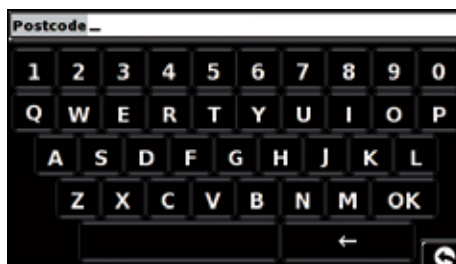 Postcode_
1 2 3 4 5 6 7 8 9 0
Q W E R T Y U I O P
A S D F G H J K L
Z X C V B N M OK
←